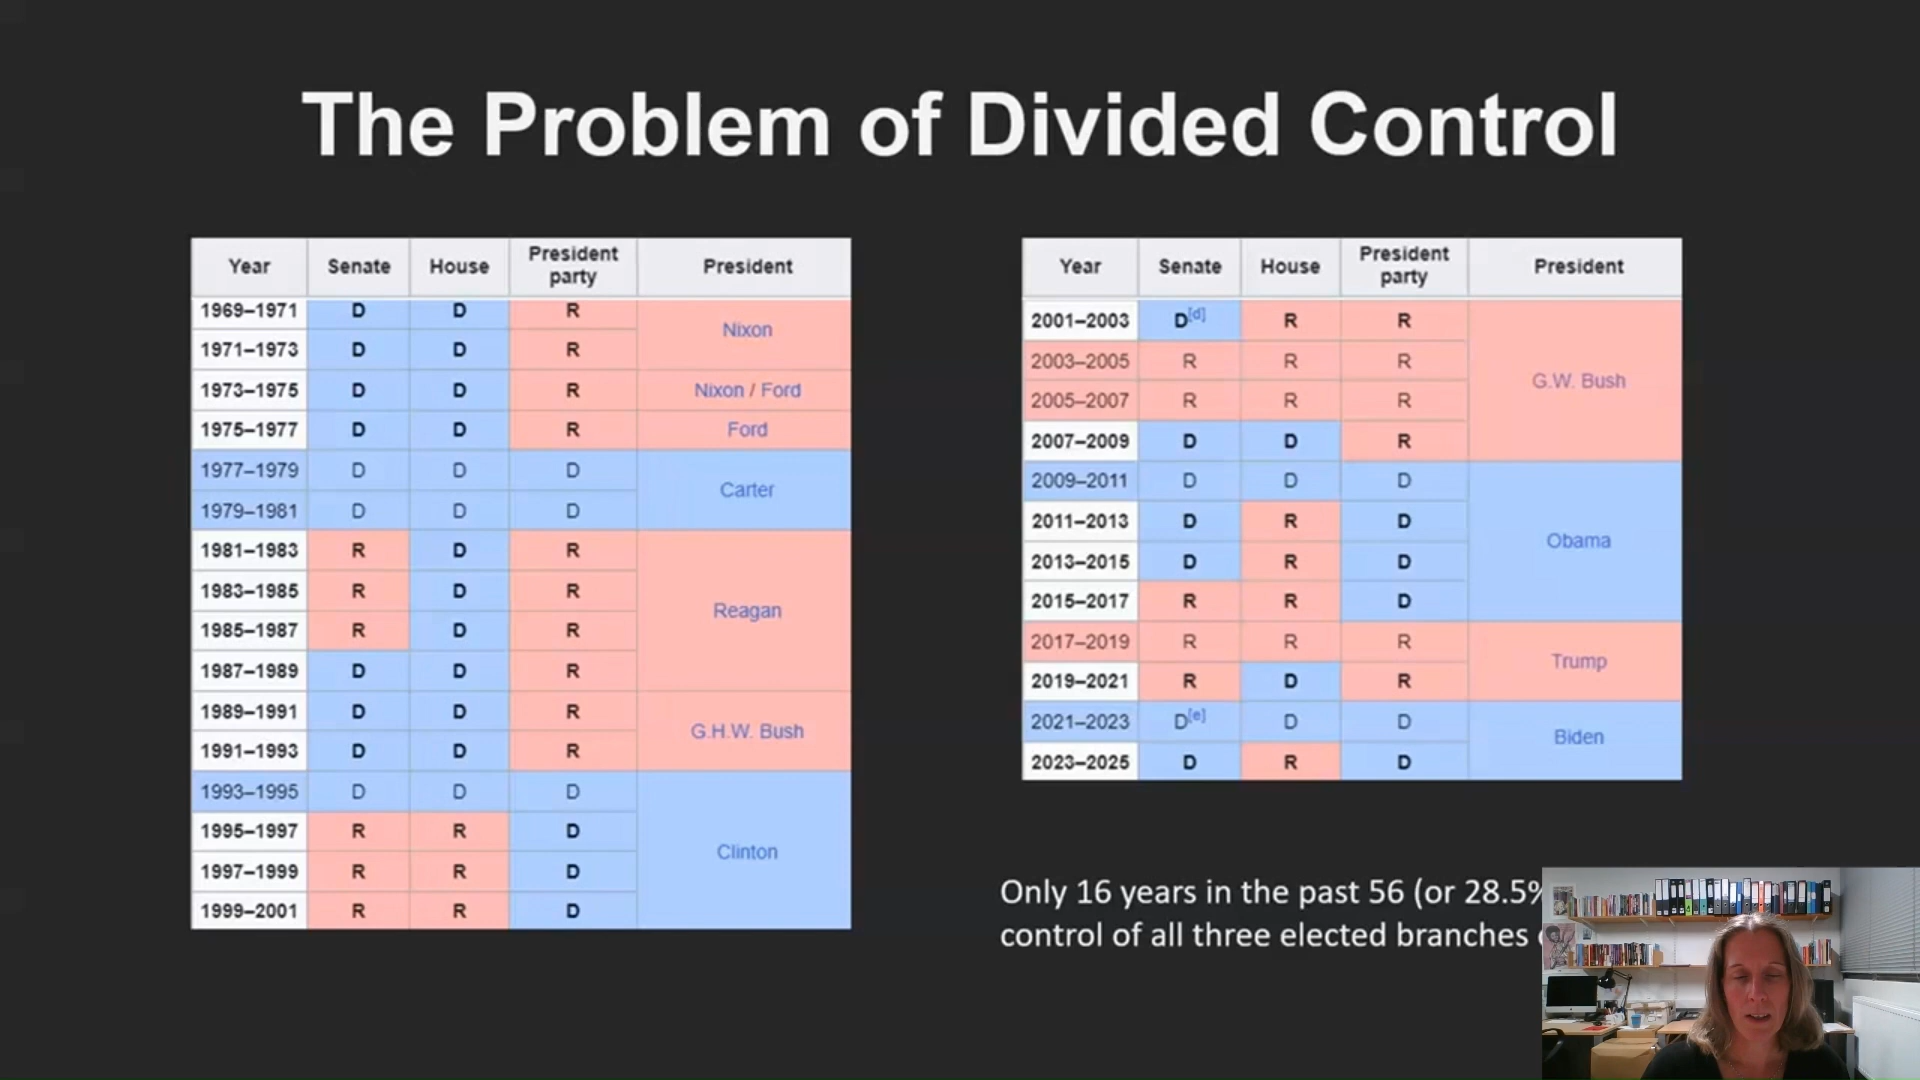 The Problem of Divided Control
Year Senate House President party President
1969–1971 D D R Nixon
1971–1973 D D R
1973–1975 D D R Nixon / Ford
1975–1977 D D R Ford
1977–1979 D D D Carter
1979–1981 D D D
1981–1983 R D R Reagan
1983–1985 R D R
1985–1987 R D R
1987–1989 D D R
1989–1991 D D R G.H.W. Bush
1991–1993 D D R
1993–1995 D D D Clinton
1995–1997 R R D
1997–1999 R R D
1999–2001 R R D
Year Senate House President party President
2001–2003 D[d] R R G.W. Bush
2003–2005 R R R
2005–2007 R R R
2007–2009 D D R
2009–2011 D D D Obama
2011–2013 D R D
2013–2015 D R D
2015–2017 R R D
2017–2019 R R R Trump
2019–2021 R D R
2021–2023 D[e] D D Biden
2023–2025 D R D
Only 16 years in the past 56 (or 28.5%
control of all three elected branches